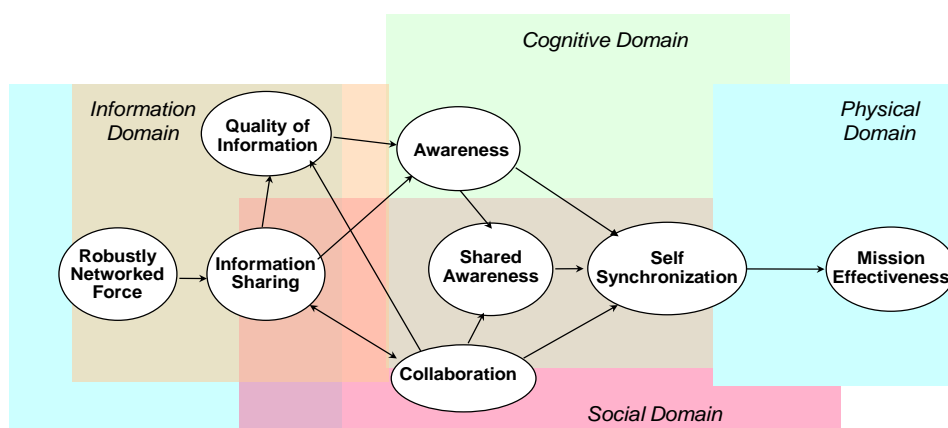 Cognitive Domain
Information
Domain
Physical
Domain
Quality of
Information
Awareness
Robustly
Networked
Force
Information
Sharing
Shared
Awareness
Self
Synchronization
Mission
Effectiveness
Collaboration
Social Domain